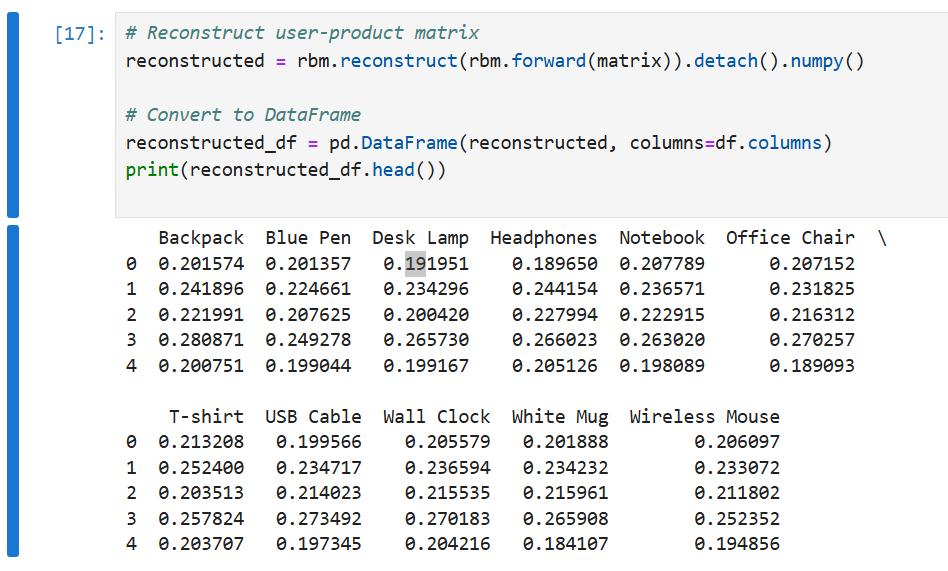 [17]: # Reconstruct user-product matrix
reconstructed = rbm.reconstruct(rbm.forward(matrix)).detach().numpy()
# Convert to DataFrame
reconstructed_df = pd.DataFrame(reconstructed, columns=df.columns)
print(reconstructed_df.head())
Backpack Blue Pen Desk Lamp Headphones Notebook Office Chair \
0 0.201574 0.201357 0.191951 0.189650 0.207789 0.207152
1 0.241896 0.224661 0.234296 0.244154 0.236571 0.231825
2 0.221991 0.207625 0.200420 0.227994 0.222915 0.216312
3 0.280871 0.249278 0.265730 0.266023 0.263020 0.270257
4 0.200751 0.199044 0.199167 0.205126 0.198089 0.189093
T-shirt USB Cable Wall Clock White Mug Wireless Mouse
0 0.213208 0.199566 0.205579 0.201888 0.206097
1 0.252400 0.234717 0.236594 0.234232 0.233072
2 0.203513 0.214023 0.215535 0.215961 0.211802
3 0.257824 0.273492 0.270183 0.265908 0.252352
4 0.203707 0.197345 0.204216 0.184107 0.194856